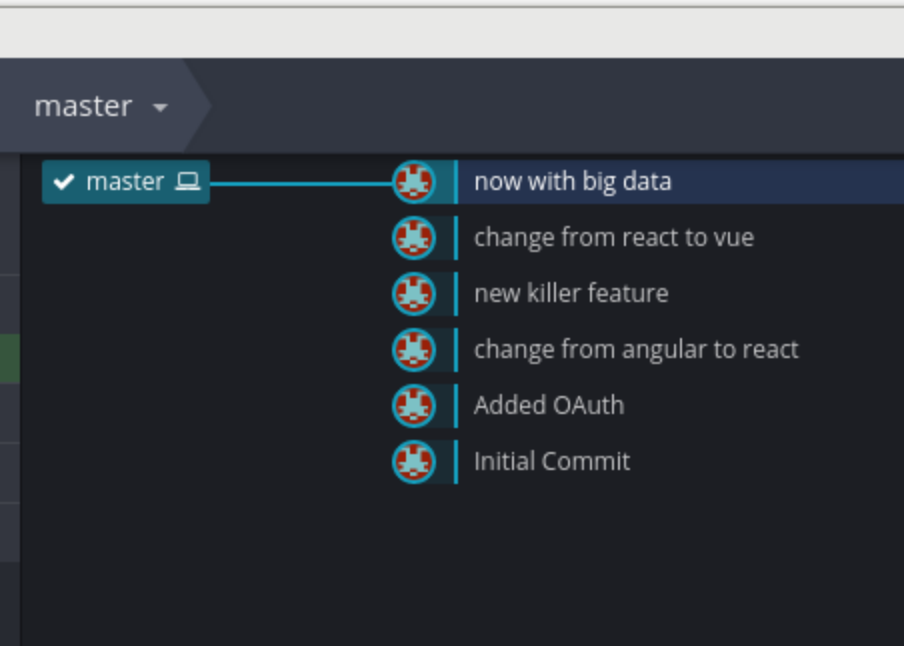 master
master
now with big data
change from react to vue
new killer feature
change from angular to react
Added OAuth
Initial Commit